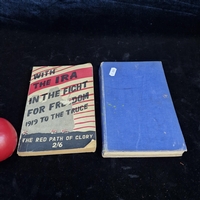 WITH
THE IRA
IN THE FIGHT
FOR FREEDOM
1919 TO THE TRUCE
THE RED PATH OF GLORY
2/6